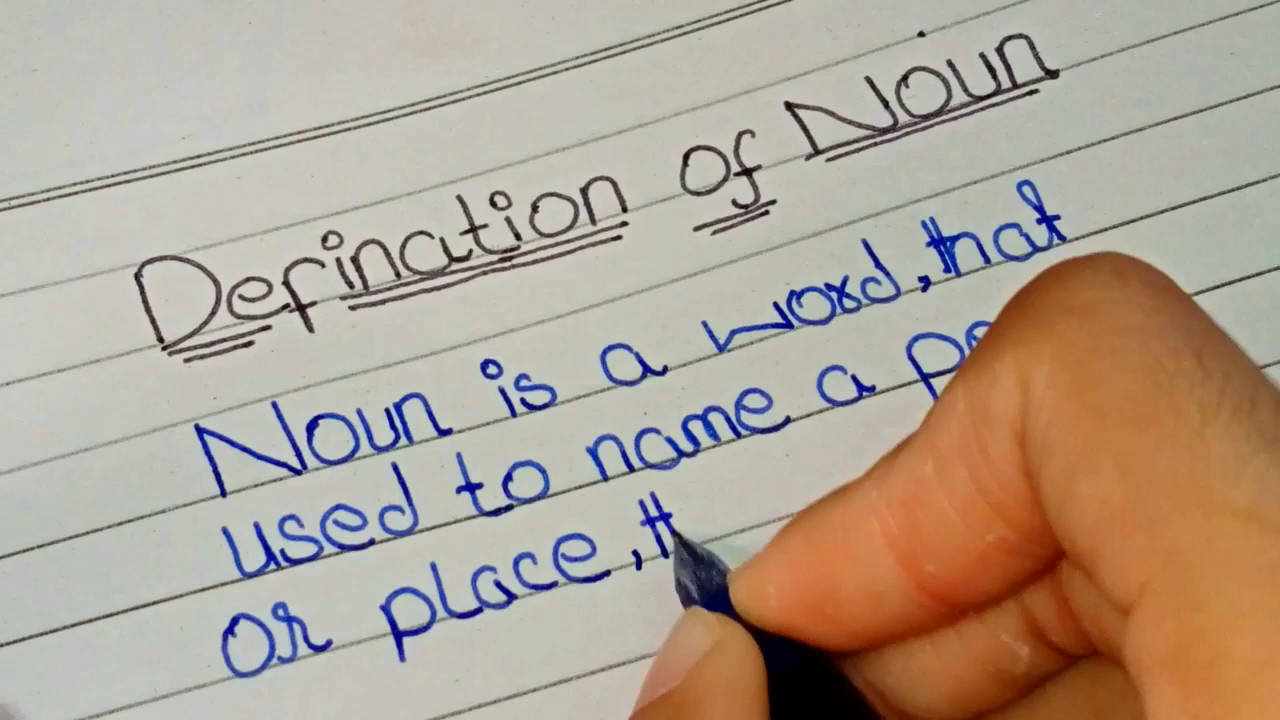 Defination Of Noun
Noun is a word, that
used to name a
or place,